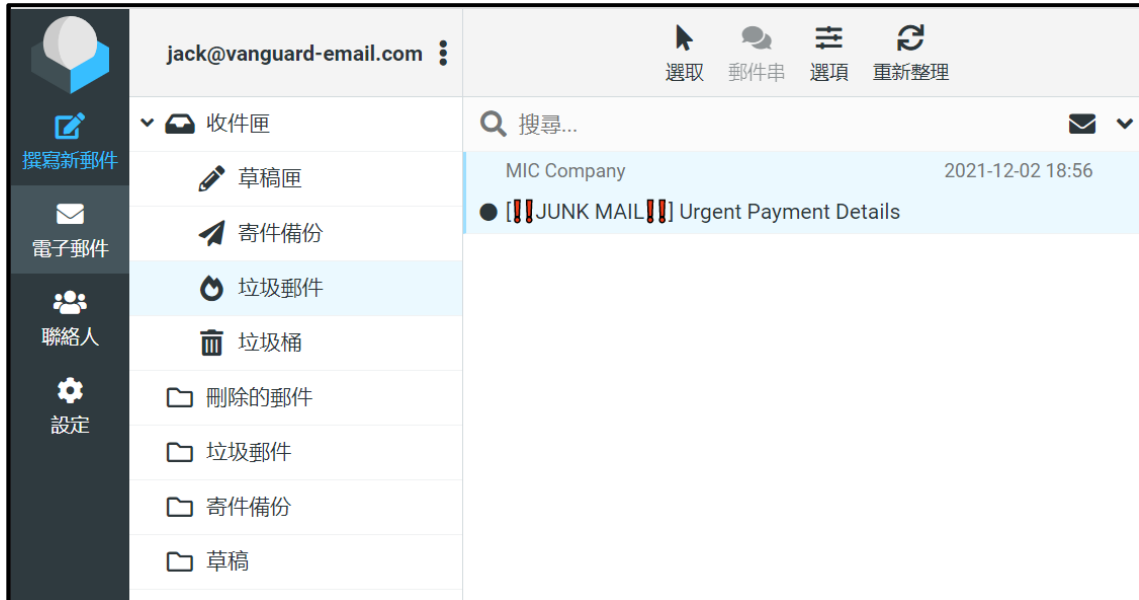 jack@vanguard-email.com
選取
郵件串
選項
重新整理
撰寫新郵件
電子郵件
聯絡人
設定
收件匣
草稿匣
寄件備份
垃圾郵件
垃圾桶
刪除的郵件
垃圾郵件
寄件備份
草稿
搜尋...
MIC Company 2021-12-02 18:56
[‼JUNK MAIL‼] Urgent Payment Details